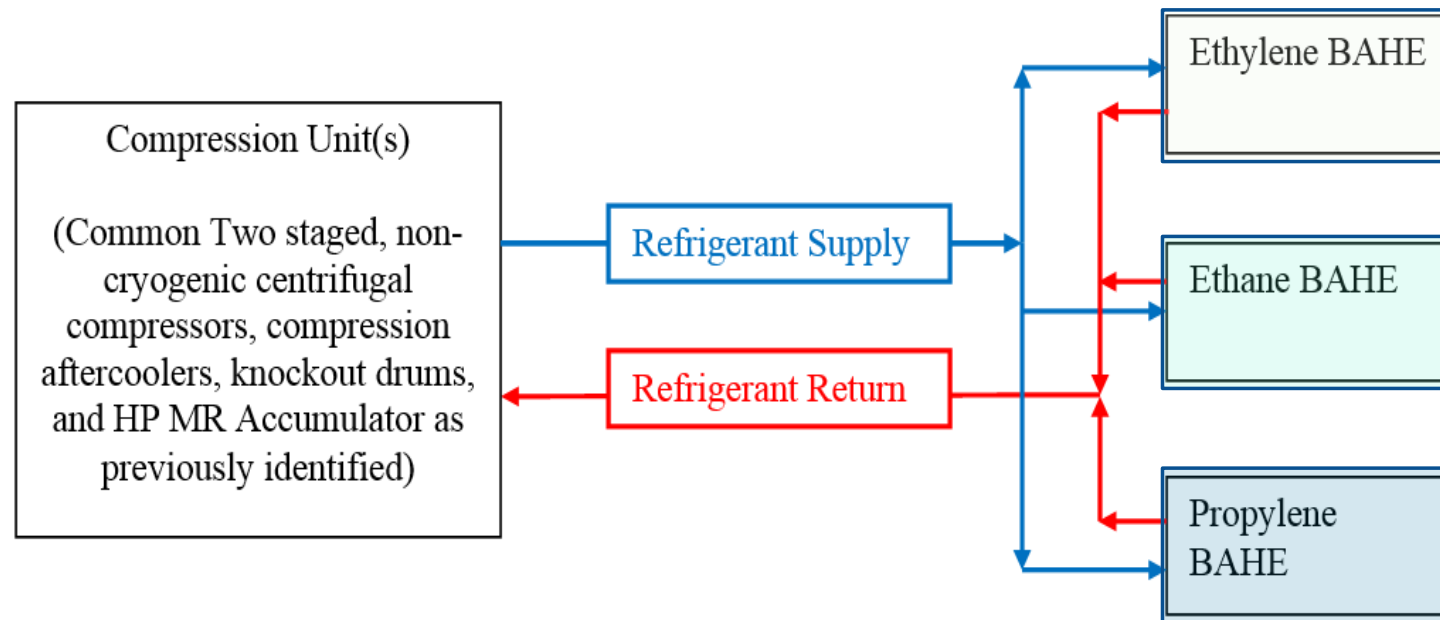 Compression Unit(s)
(Common Two staged, non-
cryogenic centrifugal
compressors, compression
aftercoolers, knockout drums,
and HP MR Accumulator as
previously identified)
Refrigerant Supply
Refrigerant Return
Ethylene BAHE
Ethane BAHE
Propylene
BAHE